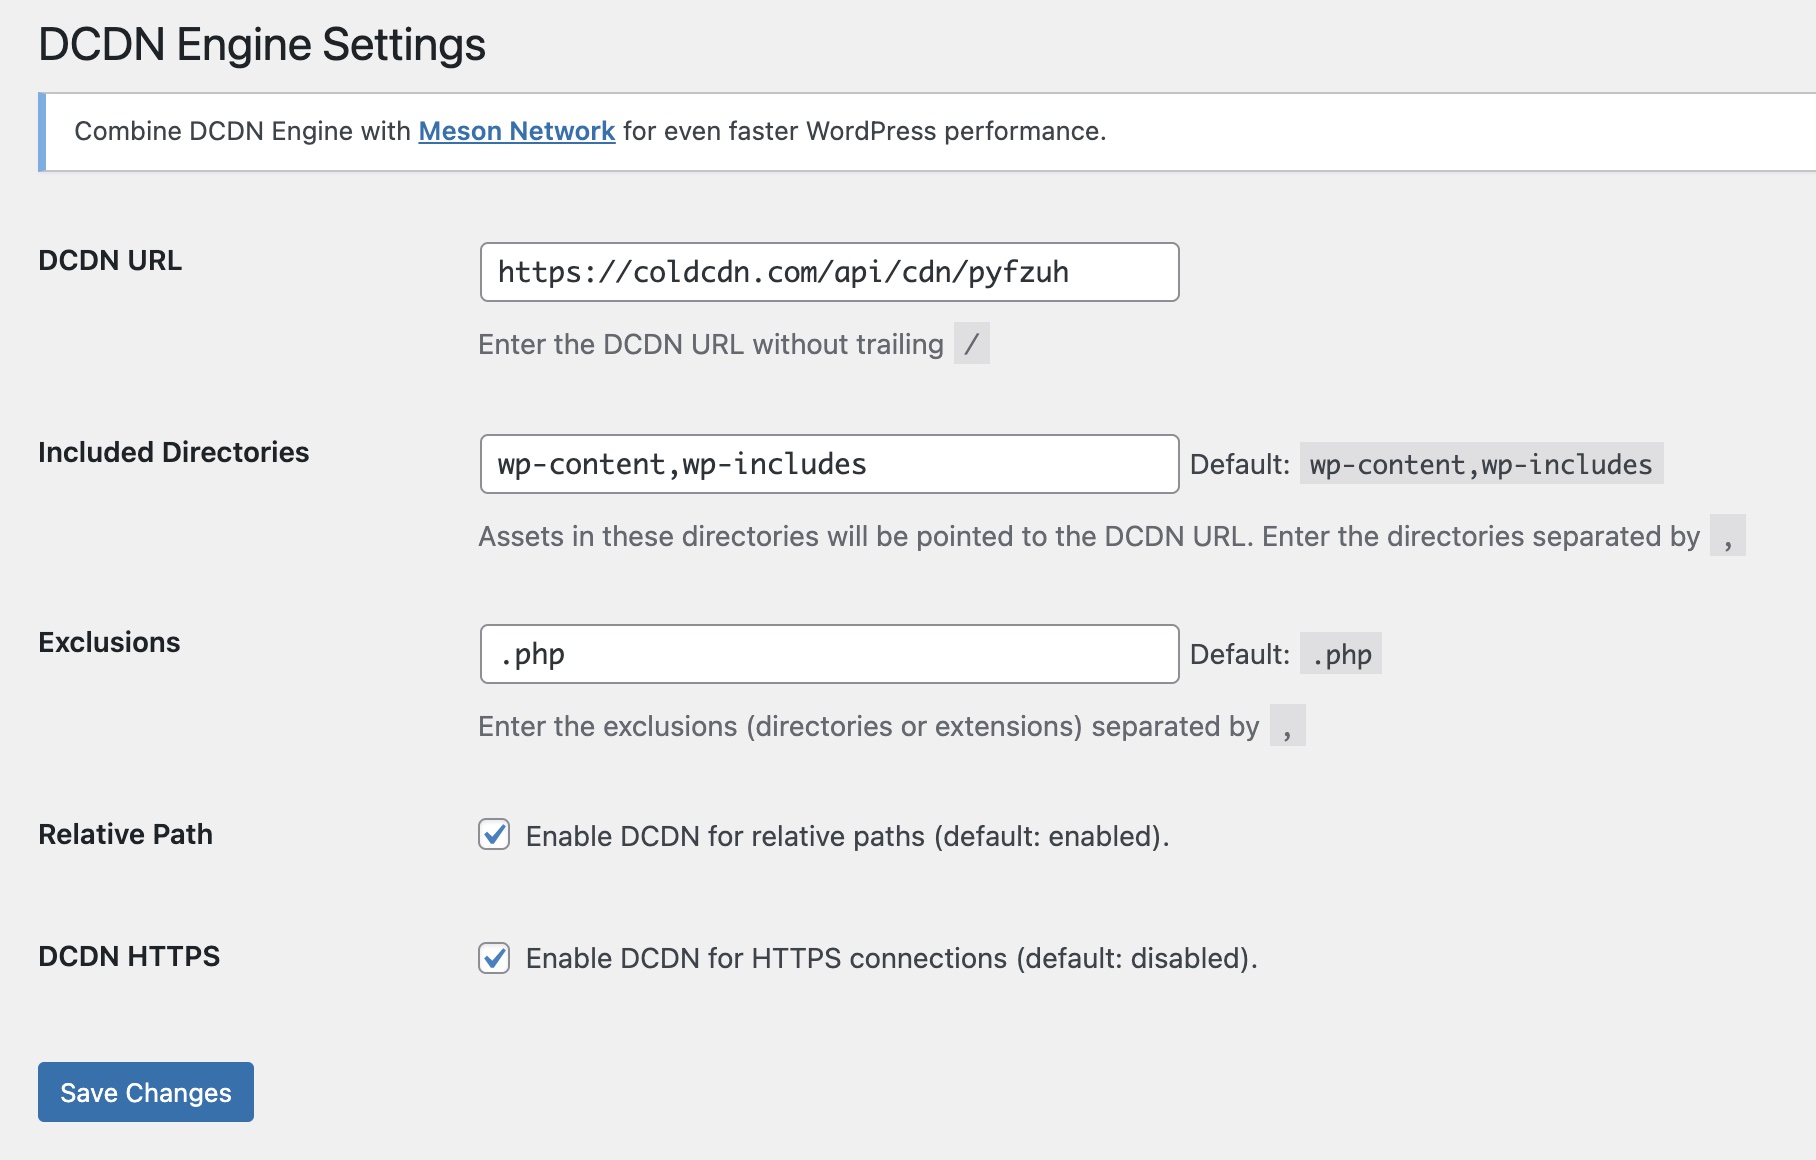 DCDN Engine Settings
Combine DCDN Engine with Meson Network for even faster WordPress performance.
DCDN URL
https://coldcdn.com/api/cdn/pyfzuh
Enter the DCDN URL without trailing /
Included Directories
wp-content,wp-includes Default: wp-content,wp-includes
Assets in these directories will be pointed to the DCDN URL. Enter the directories separated by ,
Exclusions
.php Default: .php
Enter the exclusions (directories or extensions) separated by ,
Relative Path
Enable DCDN for relative paths (default: enabled).
DCDN HTTPS
Enable DCDN for HTTPS connections (default: disabled).
Save Changes